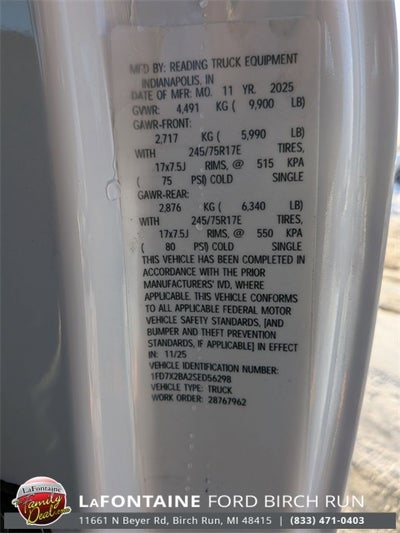 MFD BY: READING TRUCK EQUIPMENT
INDIANAPOLIS, IN
DATE OF MFR: MO. 11 YR. 2025
GVWR: 4,491 KG ( 9,900 LB)
GAWR-FRONT:
2,717 KG ( 5,990 LB)
WITH 245/75R17E TIRES,
17x7.5J RIMS, @ 515 KPA
( 75 PSI) COLD SINGLE
GAWR-REAR:
2,876 KG ( 6,340 LB)
WITH 245/75R17E TIRES,
17x7.5J RIMS, @ 550 KPA
( 80 PSI) COLD SINGLE
THIS VEHICLE HAS BEEN COMPLETED IN
ACCORDANCE WITH THE PRIOR
MANUFACTURERS' IVD, WHERE
APPLICABLE. THIS VEHICLE CONFORMS
TO ALL APPLICABLE FEDERAL MOTOR
VEHICLE SAFETY STANDARDS, [AND
BUMPER AND THEFT PREVENTION
STANDARDS, IF APPLICABLE] IN EFFECT
IN: 11/25
VEHICLE IDENTIFICATION NUMBER:
1FD7X2BA2SED56298
VEHICLE TYPE: TRUCK
WORK ORDER: 28767962
LaFontaine
Family
Deal
LAFONTAINE FORD BIRCH RUN
11661 N Beyer Rd, Birch Run, MI 48415 | (833) 471-0403